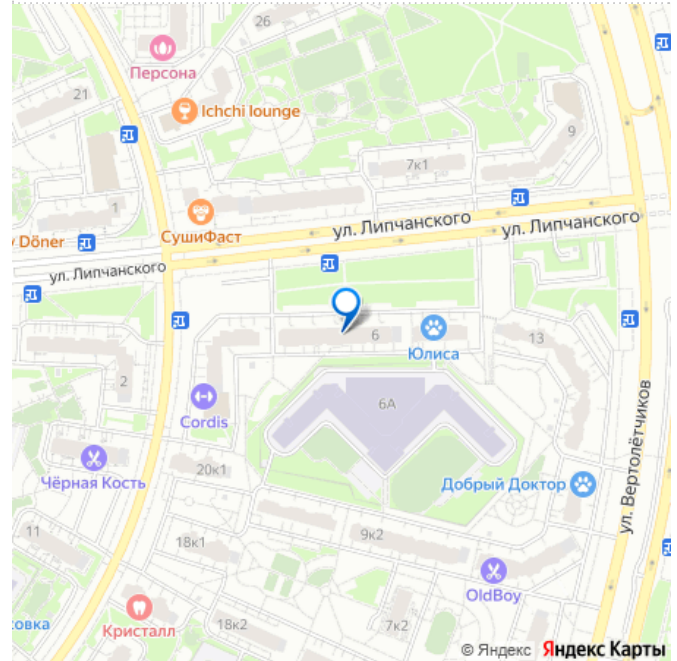 26
Персона
21
Ichchi lounge
9
7к1
1
СушиФаст
ул. Липчанского
ул. Липчанского
Döner
ул. Липчанского
6
Юлиса
13
2
6А
Cordis
ул. Вертолётчиков
20к1
Чёрная Кость
Добрый Доктор
11
18к1
9к2
OldBoy
Кристалл
18к2
7к2
© Яндекс Яндекс Карты